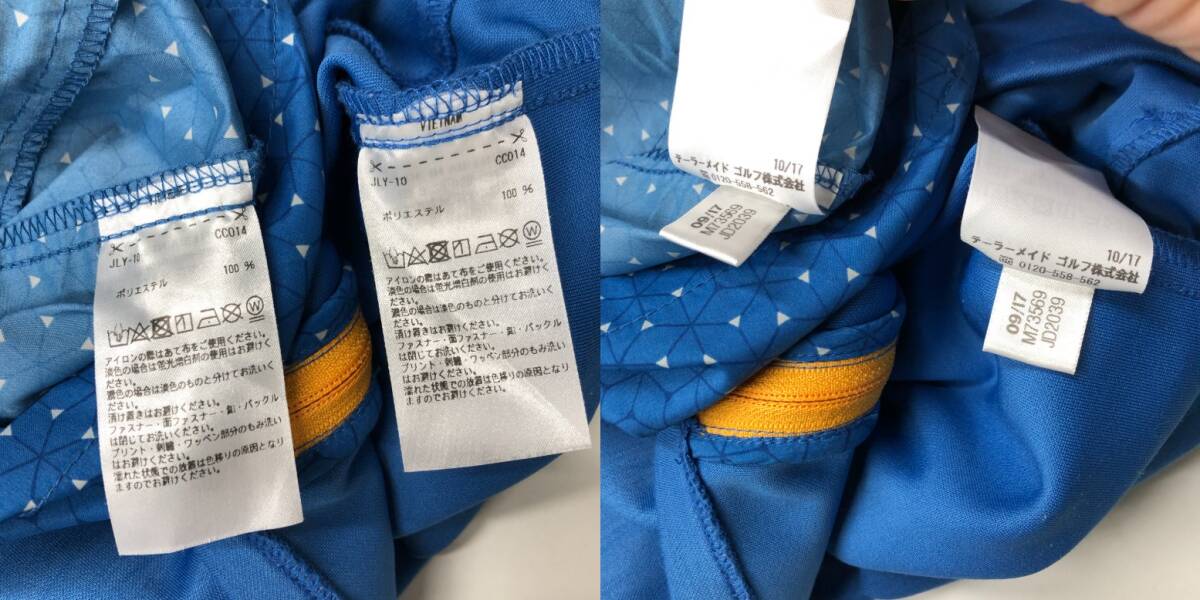 VIETNAM
CC014
JLY-10
100 %
ポリエステル
アイロンの際はあて布をご使用ください。
淡色の場合は蛍光増白剤の使用はお避けく
ださい。
濃色の場合は濃色のものと分けてお洗いく
ださい。
漬け置きはお避けください。
ファスナー・面ファスナー・釦・バックル
は閉じてお洗い下さい。
プリント・刺繍・ワッペン部分のもみ洗い
はお避けください。
濡れた状態での放置は色移りの原因となり
ますのでお避けください。
VIETNAM
CC014
JLY-10
100 %
ポリエステル
アイロンの際はあて布をご使用ください。
淡色の場合は蛍光増白剤の使用はお避けく
ださい。
濃色の場合は濃色のものと分けてお洗いく
ださい。
漬け置きはお避けください。
ファスナー・面ファスナー・釦・バックル
は閉じてお洗い下さい。
プリント・刺繍・ワッペン部分のもみ洗い
はお避けください。
濡れた状態での放置は色移りの原因となり
ますのでお避けください。
10/17
テーラーメイド ゴルフ株式会社
0120-558-562
09/17
M73569
JD2039
10/17
テーラーメイド ゴルフ株式会社
0120-558-562
09/17
M73569
JD2039